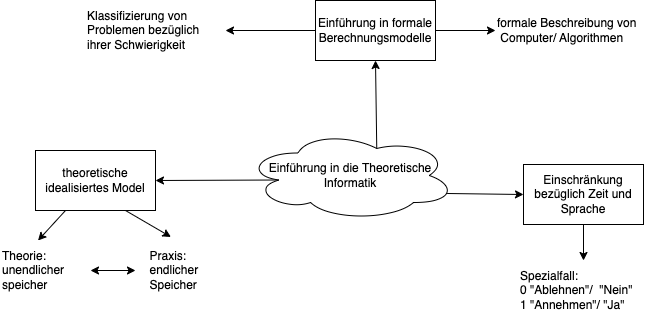 Klassifizierung von
Problemen bezüglich
ihrer Schwierigkeit
Einführung in formale
Berechnungsmodelle
formale Beschreibung von
Computer/ Algorithmen
theoretische
idealisiertes Model
Einführung in die Theoretische
Informatik
Einschränkung
bezüglich Zeit und
Sprache
Theorie:
unendlicher
speicher
Praxis:
endlicher
Speicher
Spezialfall:
0 "Ablehnen"/  "Nein"
1 "Annehmen"/ "Ja"